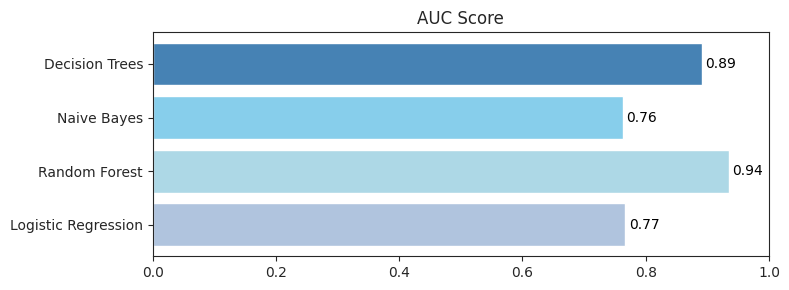 AUC Score
Decision Trees 0.89
Naive Bayes 0.76
Random Forest 0.94
Logistic Regression 0.77
0.0 0.2 0.4 0.6 0.8 1.0